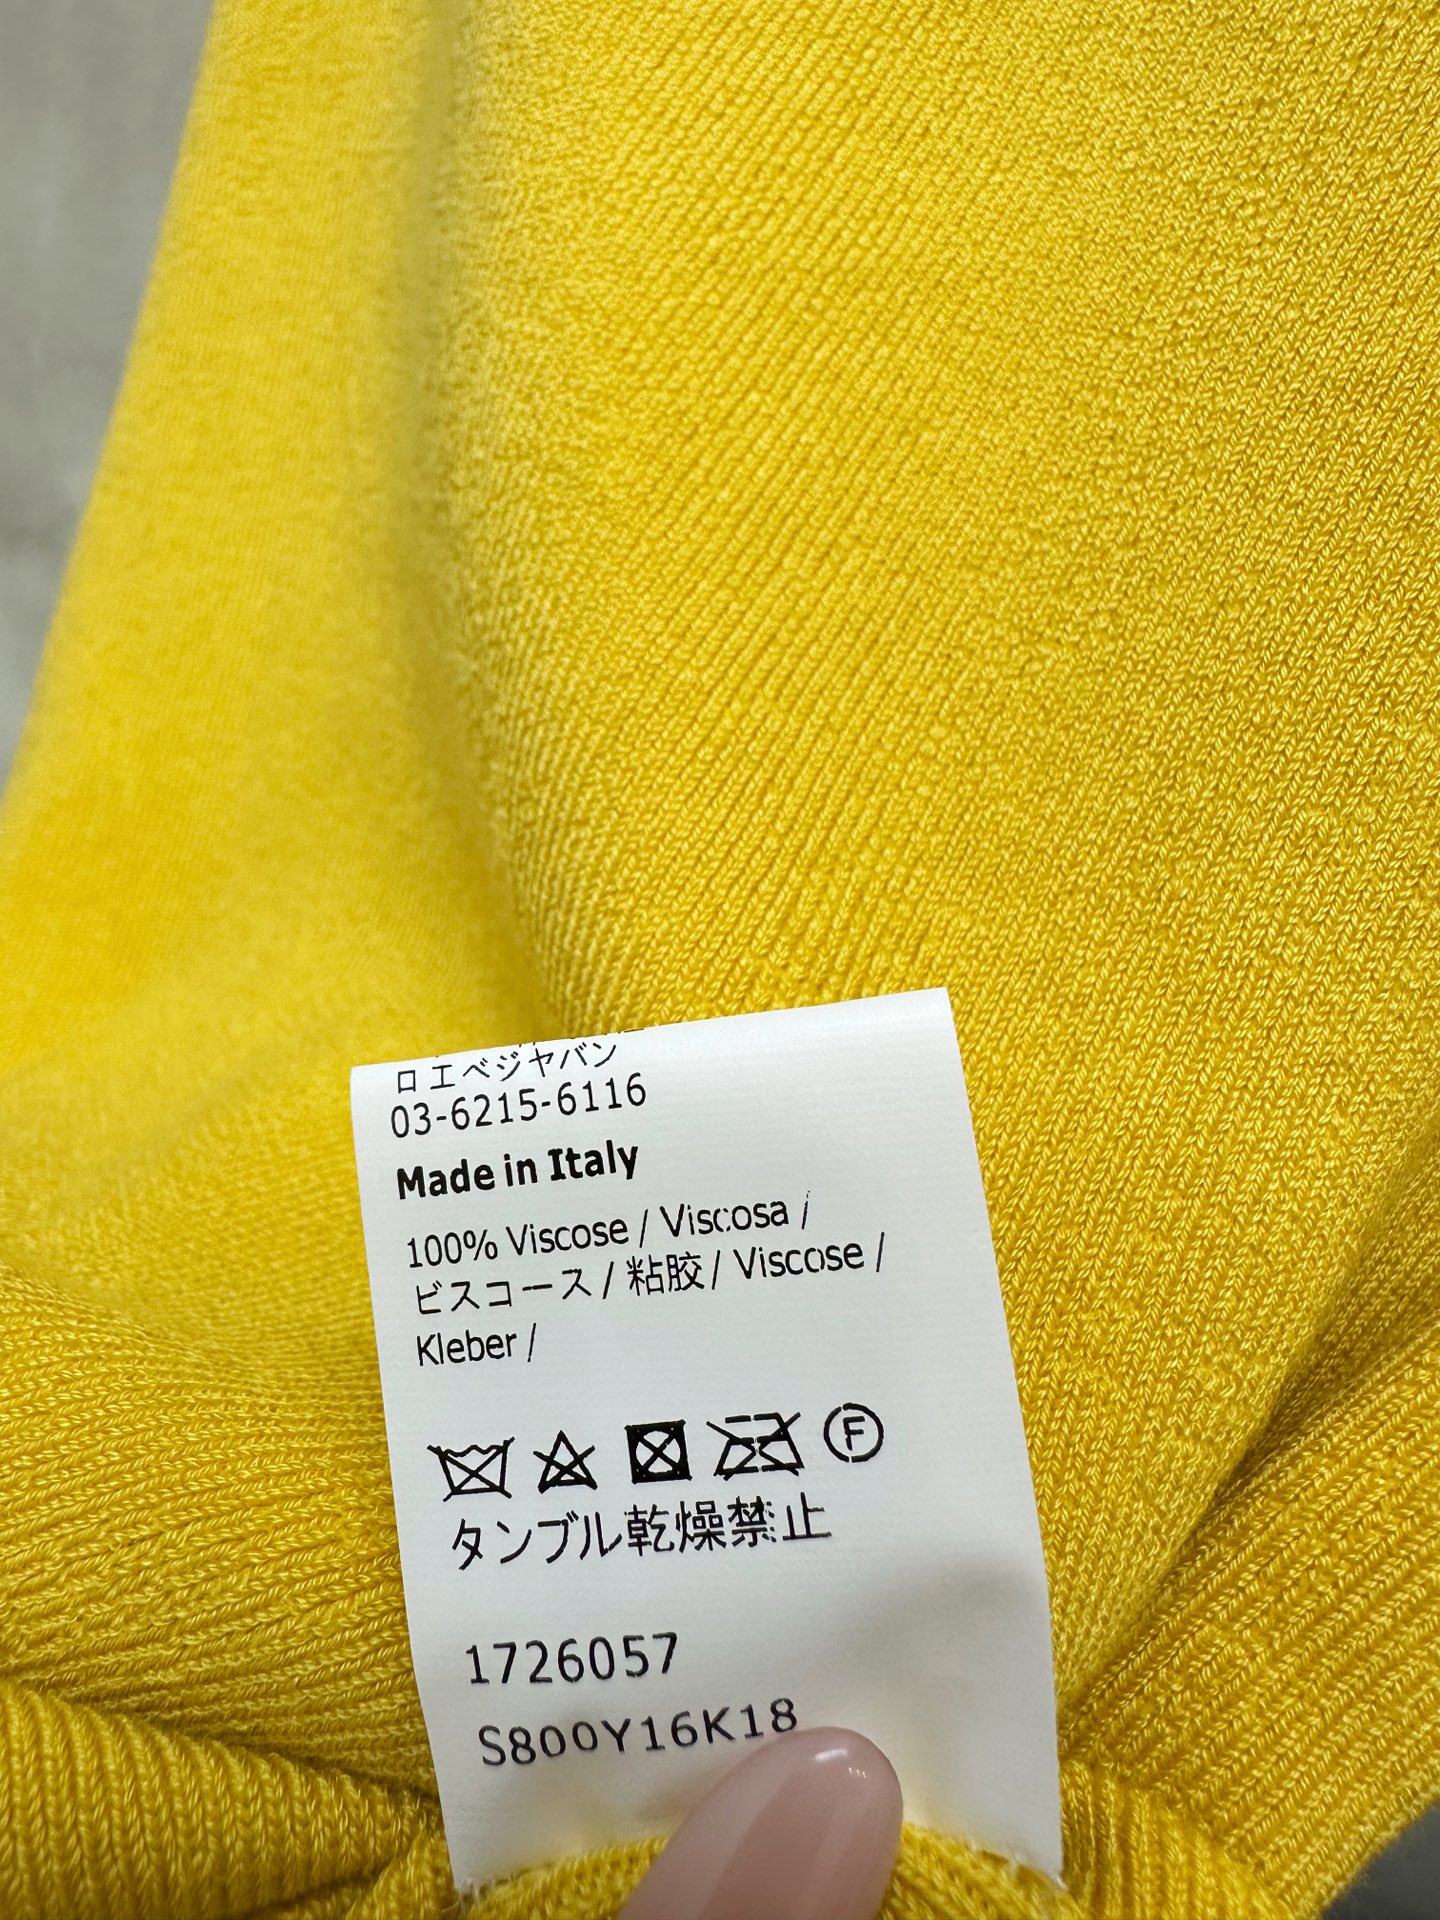 ロエベジャパン
03-6215-6116
Made in Italy
100% Viscose / Viscosa /
ビスコース / 粘胶 / Viscose /
Kleber /
F
タンブル乾燥禁止
1726057
S800Y16K18